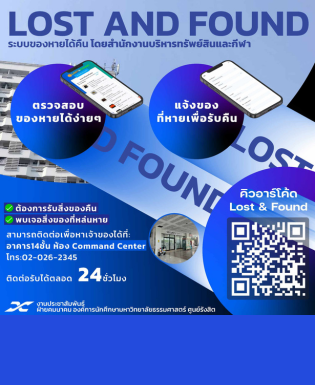 LOST AND FOUND
ระบบของหายได้คืน โดยสำนักงานบริหารทรัพย์สินและกีฬา
ตรวจสอบ
ของหายได้ง่ายๆ
แจ้งของ
ที่หายเพื่อรับคืน
LOST
AND FOUND
ต้องการรับสิ่งของคืน
พบเจอสิ่งของที่หล่นหาย
สามารถติดต่อเพื่อหาเจ้าของได้ที่:
อาคาร14ชั้น ห้อง Command Center
โทร:02-026-2345
ติดต่อรับได้ตลอด 24ชั่วโมง
คิวอาร์โค้ด
Lost & Found
งานประชาสัมพันธ์
ฝ่ายคมนาคม องค์การนักศึกษามหาวิทยาลัยธรรมศาสตร์ ศูนย์รังสิต